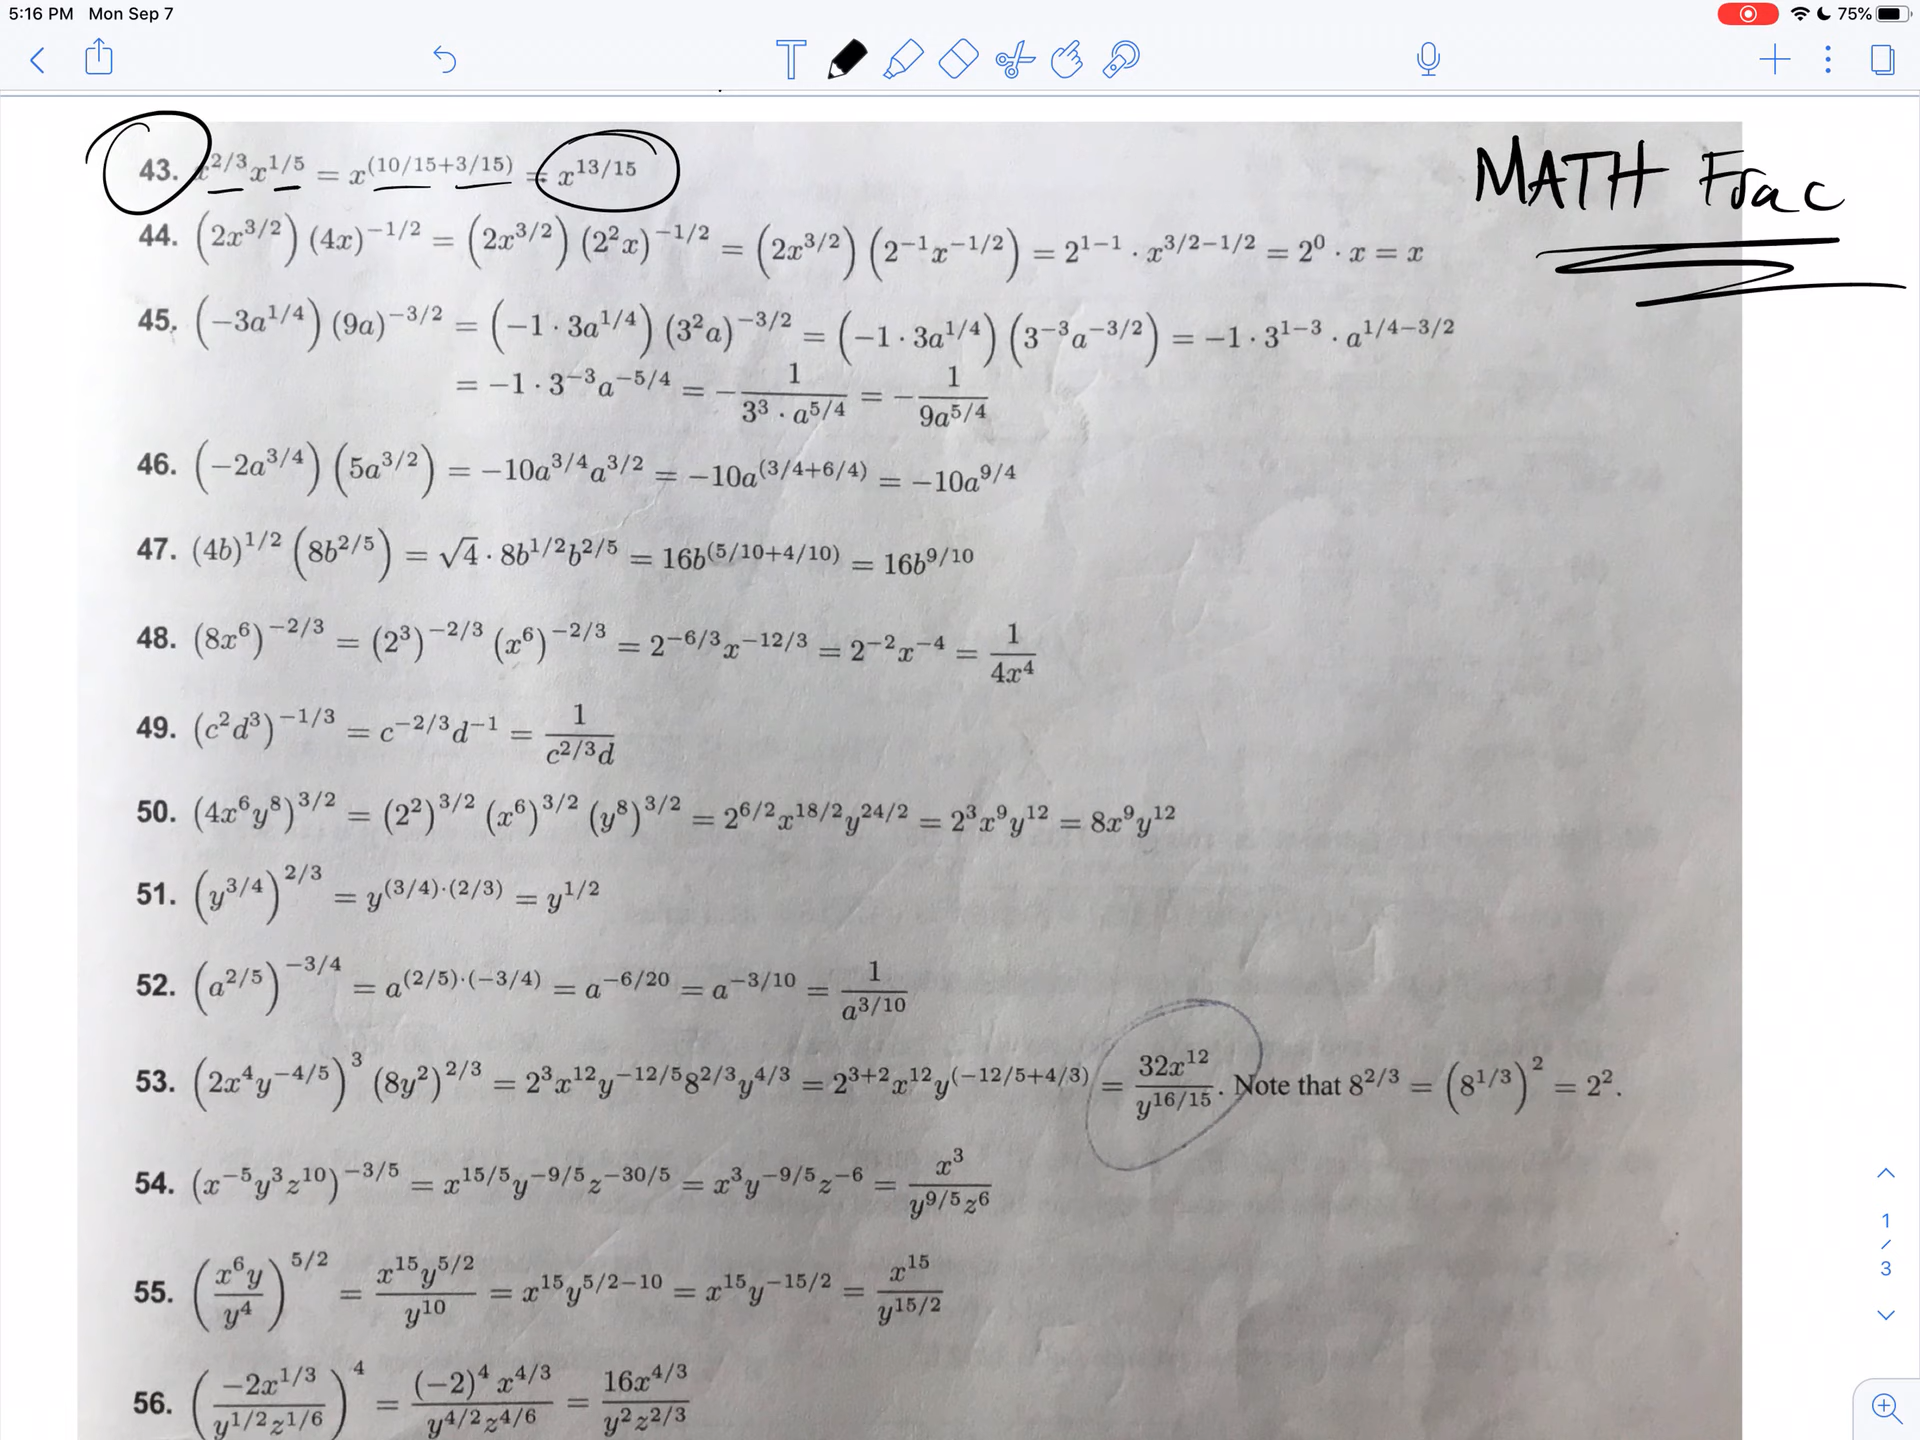 5:16 PM Mon Sep 7 75%
MATH Frac
43. x^{2/3}x^{1/5} = x^{(10/15+3/15)} = x^{13/15}
44. (2x^{3/2}) (4x)^{-1/2} = (2x^{3/2}) (2^2x)^{-1/2} = (2x^{3/2}) (2^{-1}x^{-1/2}) = 2^{1-1} · x^{3/2-1/2} = 2^0 · x = x
45. (-3a^{1/4}) (9a)^{-3/2} = (-1 · 3a^{1/4}) (3^2a)^{-3/2} = (-1 · 3a^{1/4}) (3^{-3}a^{-3/2}) = -1 · 3^{1-3} · a^{1/4-3/2}
= -1 · 3^{-3}a^{-5/4} = -\frac{1}{3^3 · a^{5/4}} = -\frac{1}{9a^{5/4}}
46. (-2a^{3/4}) (5a^{3/2}) = -10a^{3/4}a^{3/2} = -10a^{(3/4+6/4)} = -10a^{9/4}
47. (4b)^{1/2} (8b^{2/5}) = √4 · 8b^{1/2}b^{2/5} = 16b^{(5/10+4/10)} = 16b^{9/10}
48. (8x^6)^{-2/3} = (2^3)^{-2/3} (x^6)^{-2/3} = 2^{-6/3}x^{-12/3} = 2^{-2}x^{-4} = \frac{1}{4x^4}
49. (c^2d^3)^{-1/3} = c^{-2/3}d^{-1} = \frac{1}{c^{2/3}d}
50. (4x^6y^8)^{3/2} = (2^2)^{3/2} (x^6)^{3/2} (y^8)^{3/2} = 2^{6/2}x^{18/2}y^{24/2} = 2^3x^9y^{12} = 8x^9y^{12}
51. (y^{3/4})^{2/3} = y^{(3/4)·(2/3)} = y^{1/2}
52. (a^{2/5})^{-3/4} = a^{(2/5)·(-3/4)} = a^{-6/20} = a^{-3/10} = \frac{1}{a^{3/10}}
53. (2x^4y^{-4/5})^3 (8y^2)^{2/3} = 2^3x^{12}y^{-12/5}8^{2/3}y^{4/3} = 2^{3+2}x^{12}y^{(-12/5+4/3)} = \frac{32x^{12}}{y^{16/15}}. Note that 8^{2/3} = (8^{1/3})^2 = 2^2.
54. (x^{-5}y^3z^{10})^{-3/5} = x^{15/5}y^{-9/5}z^{-30/5} = x^3y^{-9/5}z^{-6} = \frac{x^3}{y^{9/5}z^6}
55. (\frac{x^6y}{y^4})^{5/2} = \frac{x^{15}y^{5/2}}{y^{10}} = x^{15}y^{5/2-10} = x^{15}y^{-15/2} = \frac{x^{15}}{y^{15/2}}
56. (\frac{-2x^{1/3}}{y^{1/2}z^{1/6}})^4 = \frac{(-2)^4 x^{4/3}}{y^{4/2}z^{4/6}} = \frac{16x^{4/3}}{y^2z^{2/3}}
1
/
3